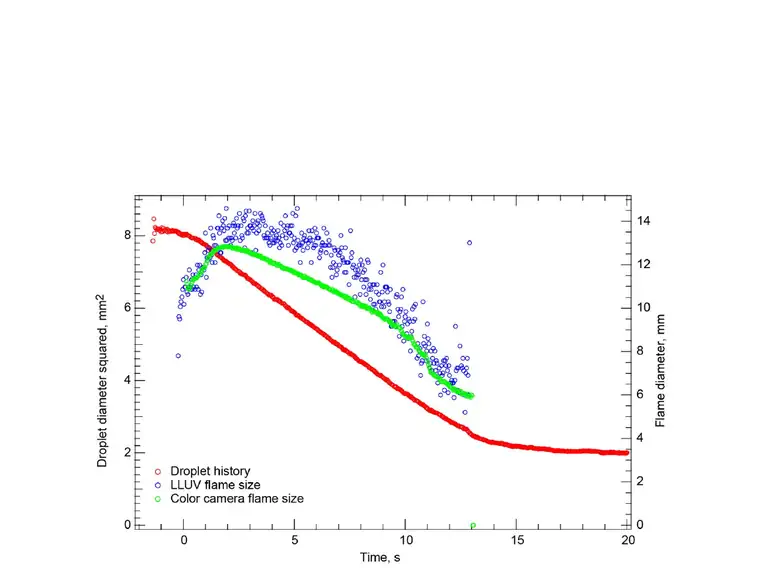 8
6
4
2
0
Droplet diameter squared, mm2
14
12
10
8
6
4
2
0
Flame diameter, mm
Droplet history
LLUV flame size
Color camera flame size
0 5 10 15 20
Time, s